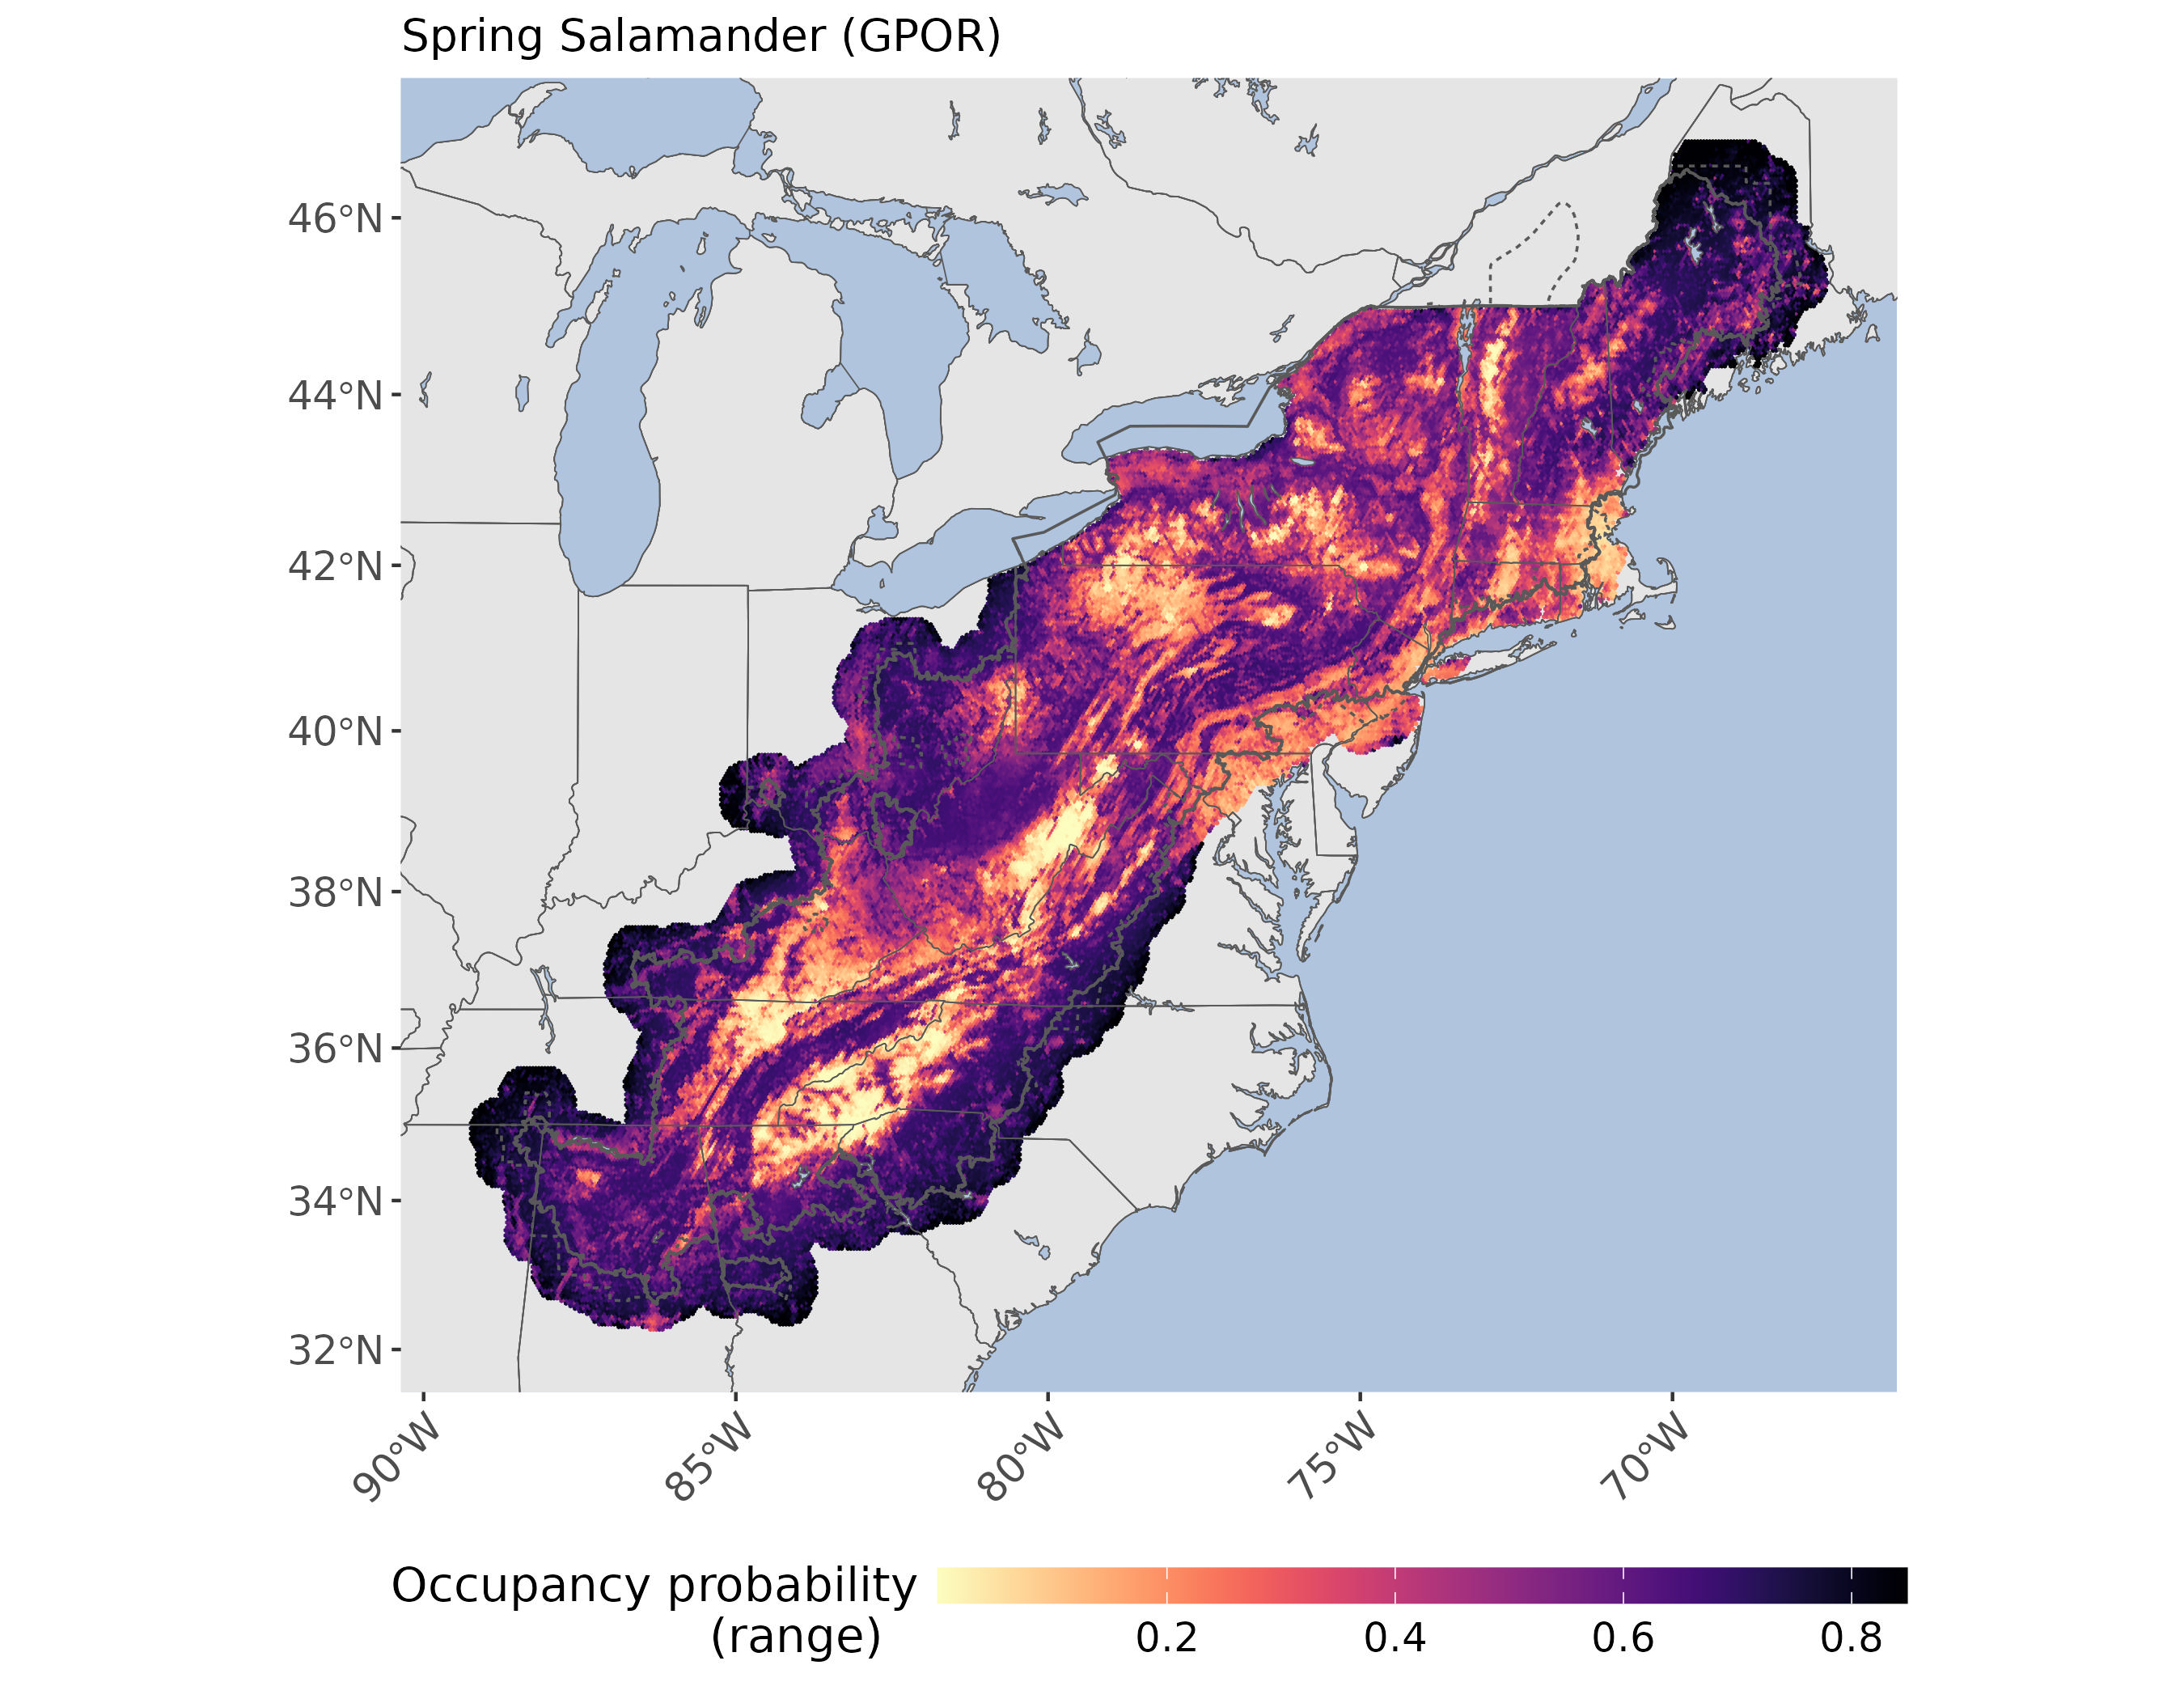 Spring Salamander (GPOR)
46°N
44°N
42°N
40°N
38°N
36°N
34°N
32°N
90°W
85°W
80°W
75°W
70°W
Occupancy probability
(range)
0.2
0.4
0.6
0.8